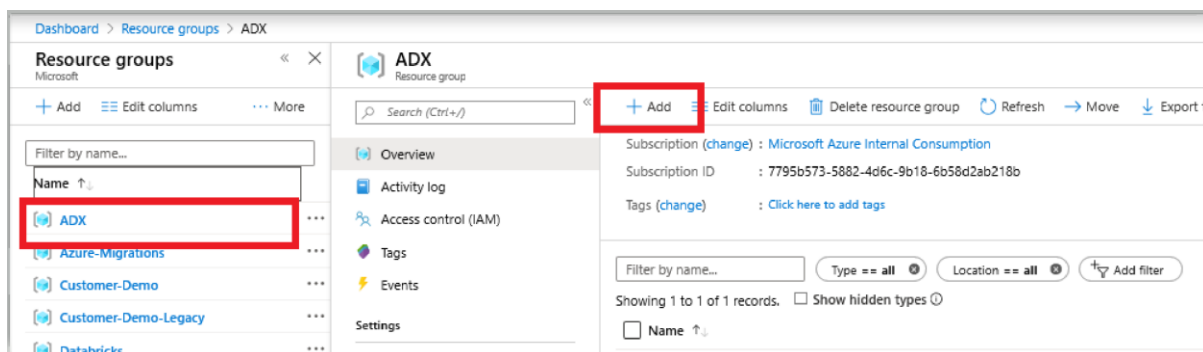 Dashboard > Resource groups > ADX
Resource groups
Microsoft
+ Add Edit columns ... More
Filter by name...
Name ↑↓
ADX
Azure-Migrations
Customer-Demo
Customer-Demo-Legacy
Databricks
ADX
Resource group
Search (Ctrl+/)
Overview
Activity log
Access control (IAM)
Tags
Events
Settings
+ Add Edit columns Delete resource group Refresh → Move Export
Subscription (change) : Microsoft Azure Internal Consumption
Subscription ID : 7795b573-5882-4d6c-9b18-6b58d2ab218b
Tags (change) : Click here to add tags
Filter by name... Type == all Location == all Add filter
Showing 1 to 1 of 1 records. Show hidden types
Name ↑↓